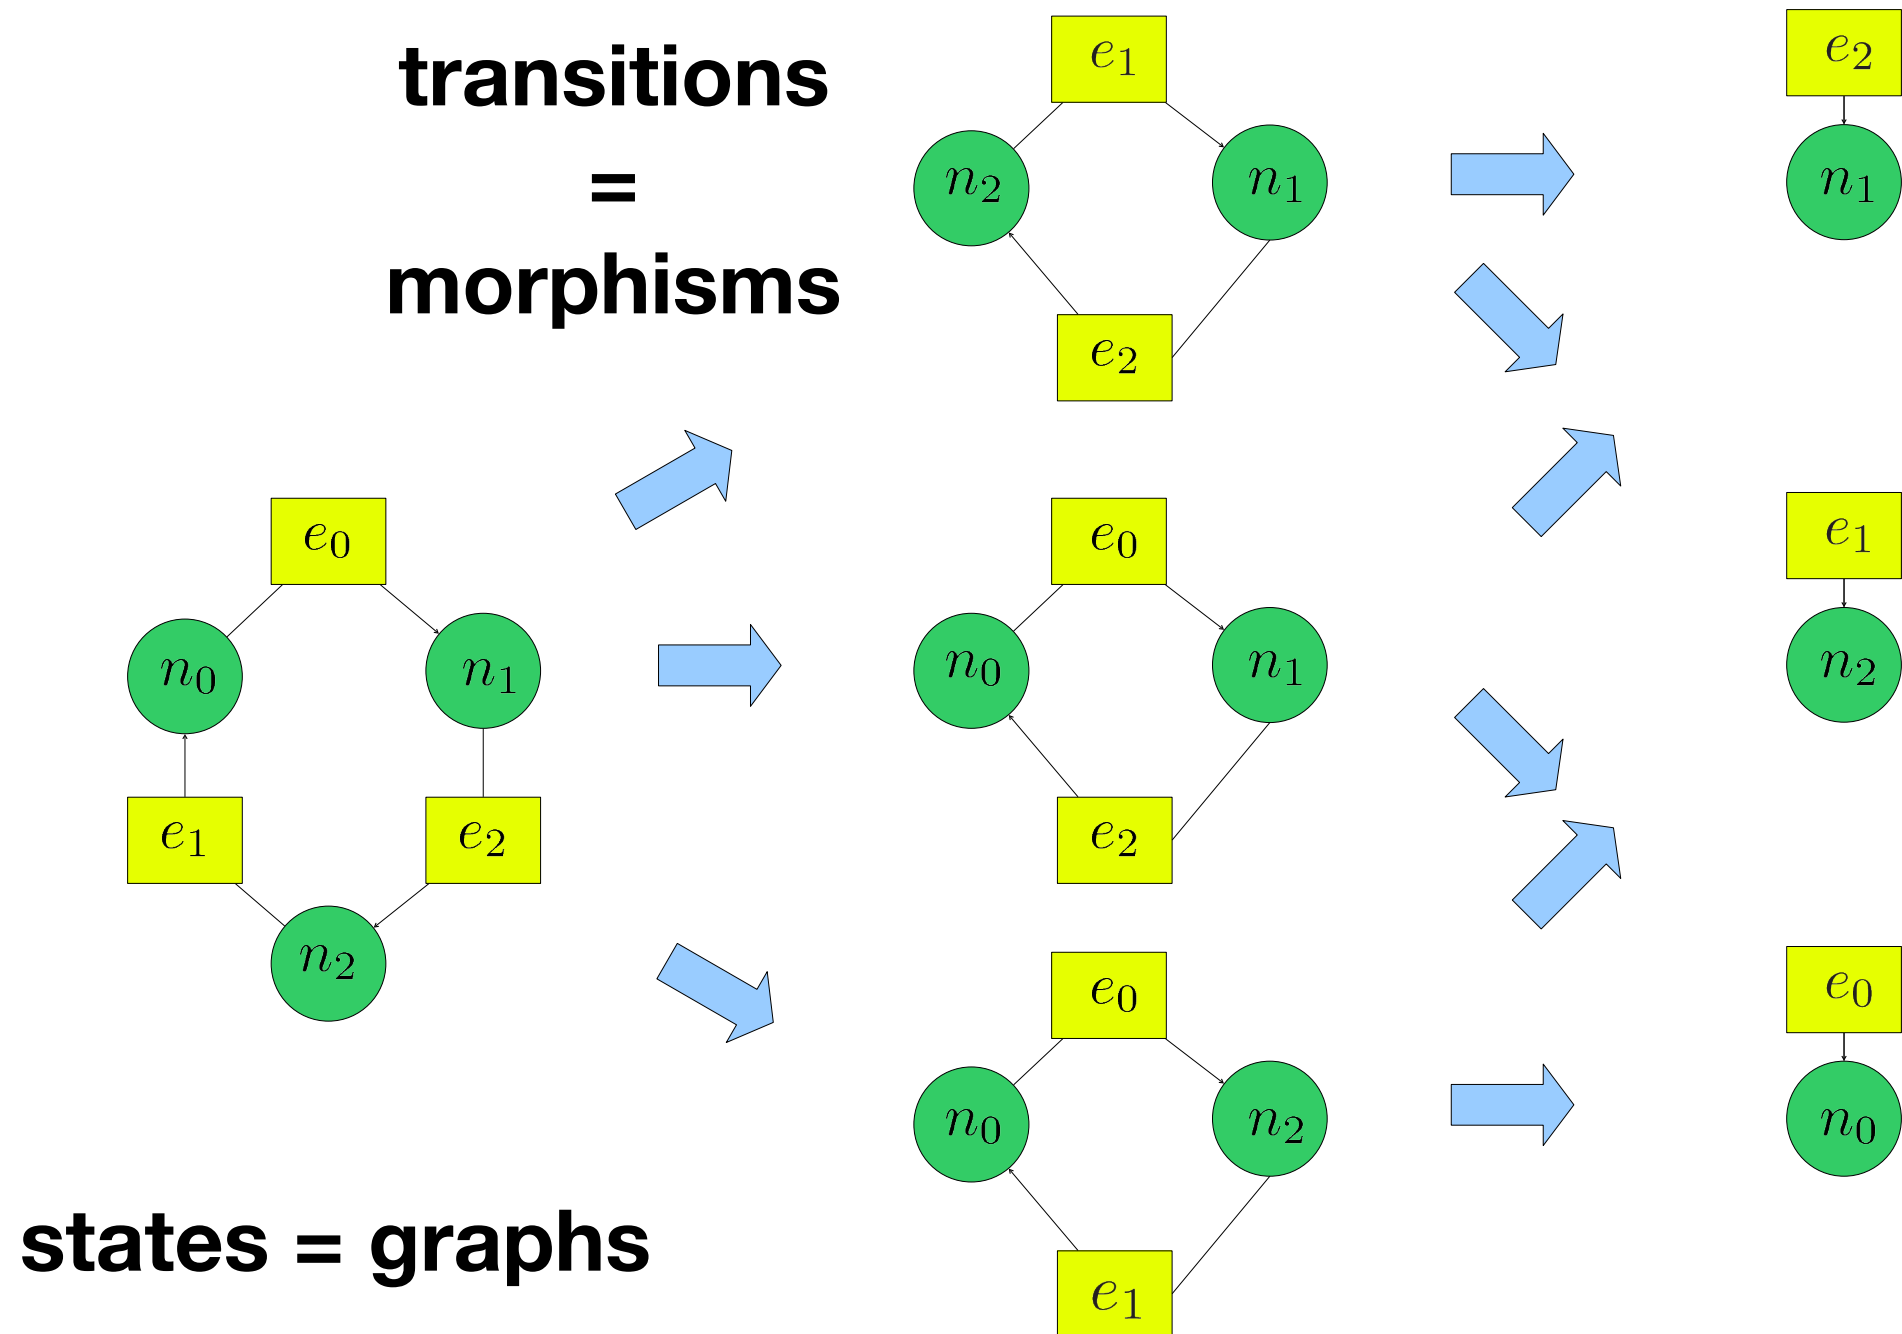 transitions
=
morphisms
e₁
n₂ n₁
e₂
e₂
n₁
e₀
n₀ n₁
e₁ e₂
n₂
e₀
n₀ n₁
e₂
e₁
n₂
e₀
n₀ n₂
e₁
e₀
n₀
states = graphs